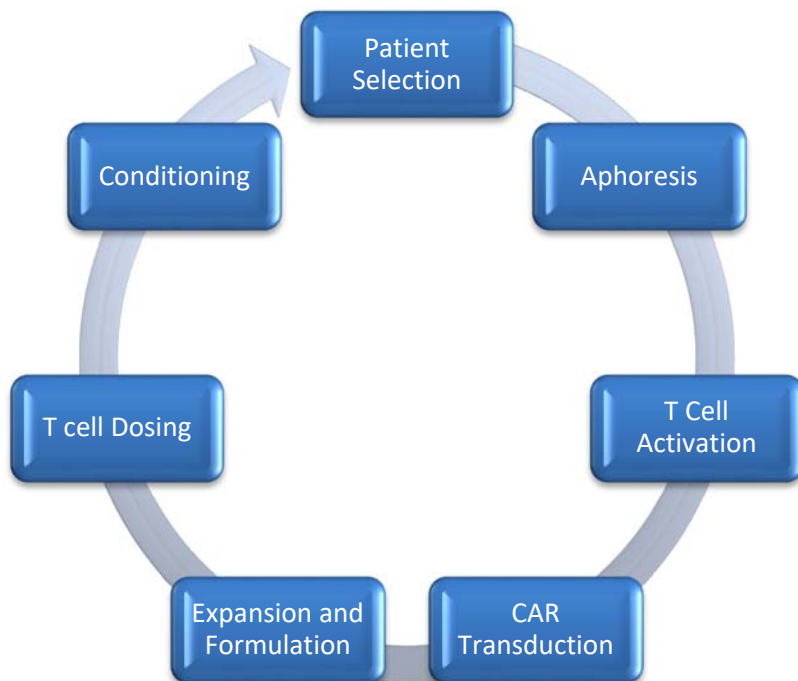 Patient
Selection
Aphoresis
T Cell
Activation
CAR
Transduction
Expansion and
Formulation
T cell Dosing
Conditioning